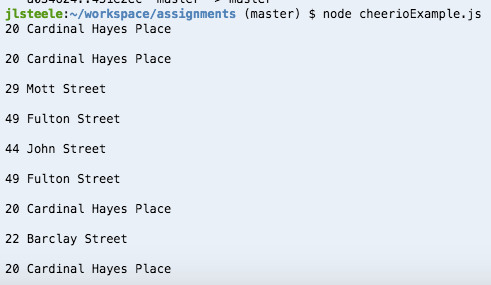 jlsteele:~/workspace/assignments (master) $ node cheerioExample.js
20 Cardinal Hayes Place
20 Cardinal Hayes Place
29 Mott Street
49 Fulton Street
44 John Street
49 Fulton Street
20 Cardinal Hayes Place
22 Barclay Street
20 Cardinal Hayes Place